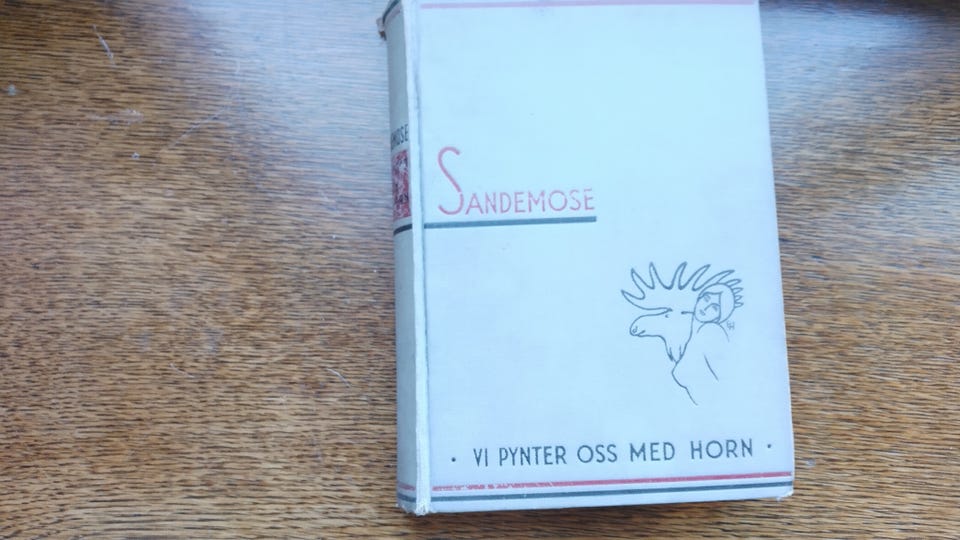 SANDEMOSE
· VI PYNTER OSS MED HORN ·